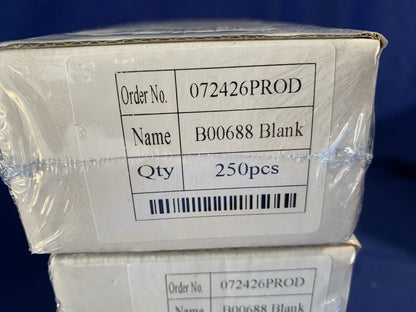 Order No. 072426PROD
Name B00688 Blank
Qty 250pcs
Order No. 072426PROD
Name B00688 Blank